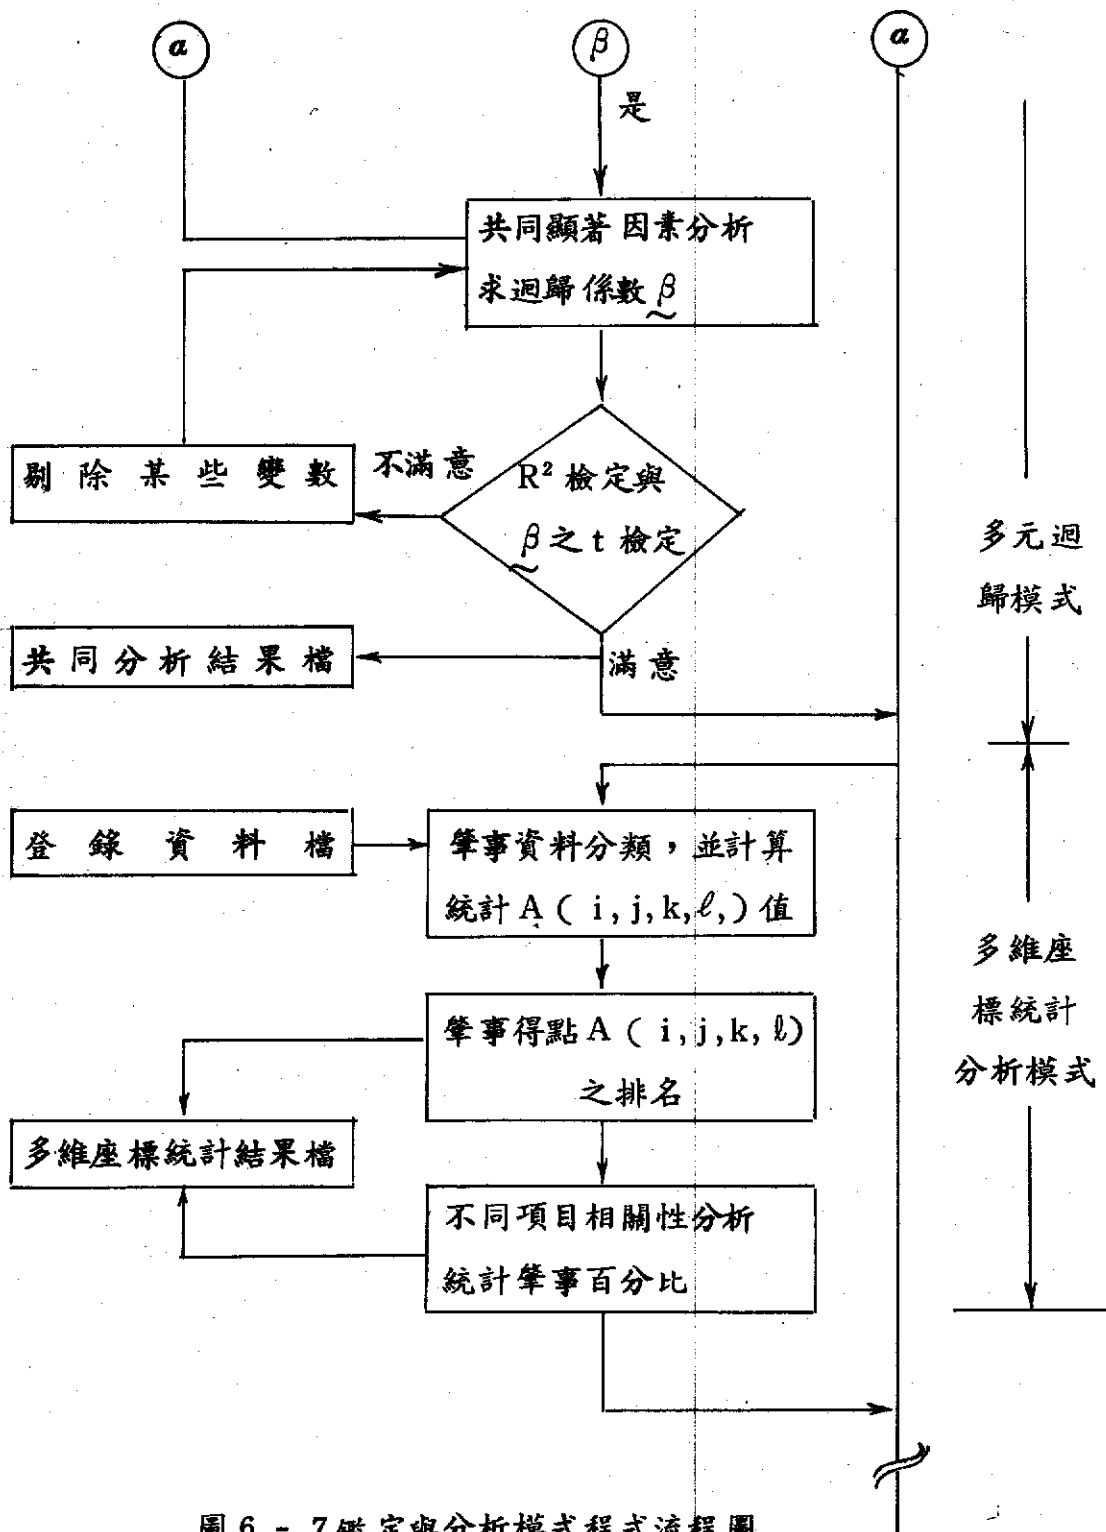 α
β
α
是
共同顯著因素分析
求迴歸係數β
剔除某些變數
不滿意
R² 檢定與
β之 t 檢定
多元迴
歸模式
共同分析結果檔
滿意
登錄資料檔
肇事資料分類，並計算
統計 A ( i, j, k, ℓ, ) 值
多維座
標統計
分析模式
肇事得點 A ( i, j, k, ℓ )
之排名
多維座標統計結果檔
不同項目相關性分析
統計肇事百分比
圖 6 - 7 鑑定與分析模式程式流程圖